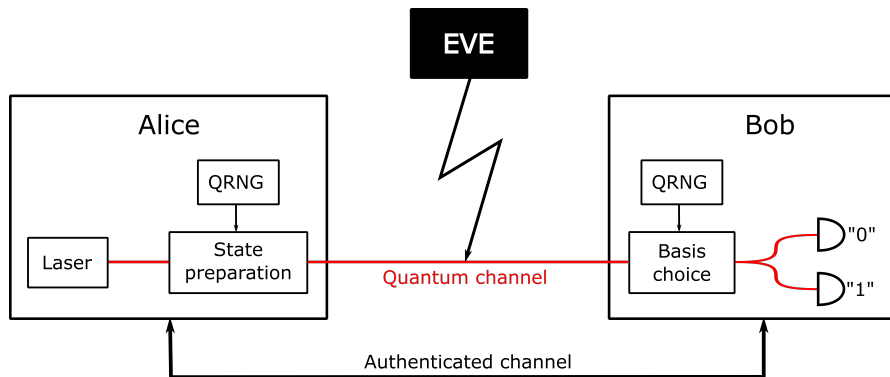 EVE
Alice
Bob
QRNG
QRNG
Laser
State
preparation
Quantum channel
Basis
choice
"0"
"1"
Authenticated channel